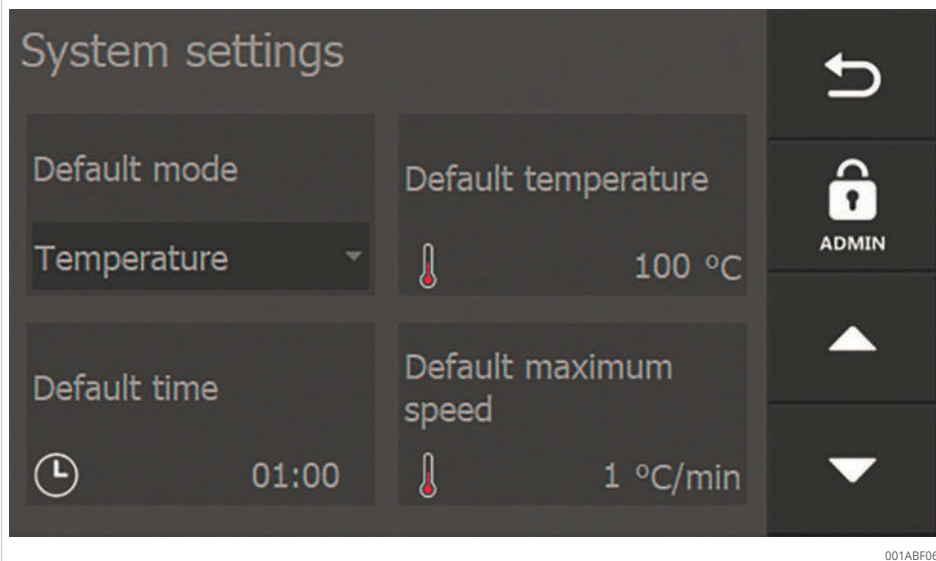 System settings
Default mode
Temperature
Default temperature
100 °C
Default time
01:00
Default maximum
speed
1 °C/min
ADMIN
001ABF06